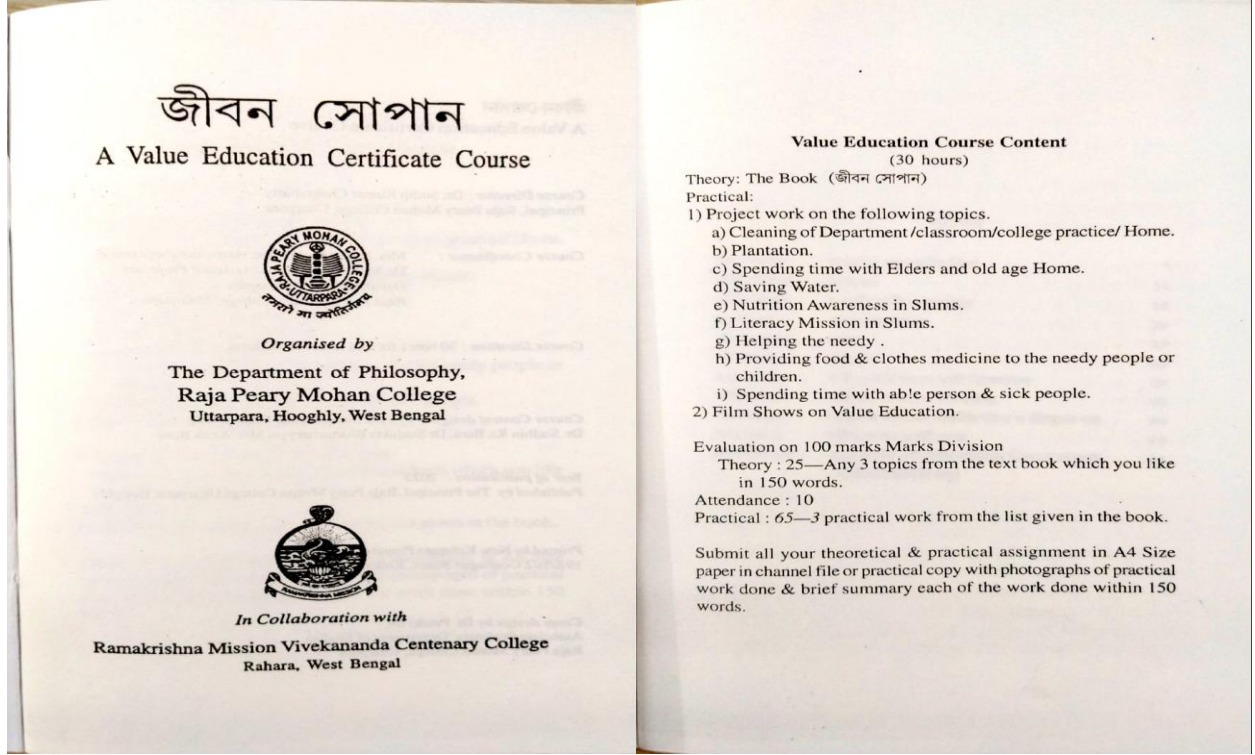 জীবন সোপান
A Value Education Certificate Course
RAJA PEARY MOHAN COLLEGE
UTTARPARA
तमसो मा ज्योतिर्गमय
Organised by
The Department of Philosophy,
Raja Peary Mohan College
Uttarpara, Hooghly, West Bengal
RAMAKRISHNA MISSION
In Collaboration with
Ramakrishna Mission Vivekananda Centenary College
Rahara, West Bengal
Value Education Course Content
(30 hours)
Theory: The Book (জীবন সোপান)
Practical:
1) Project work on the following topics.
a) Cleaning of Department /classroom/college practice/ Home.
b) Plantation.
c) Spending time with Elders and old age Home.
d) Saving Water.
e) Nutrition Awareness in Slums.
f) Literacy Mission in Slums.
g) Helping the needy .
h) Providing food & clothes medicine to the needy people or
children.
i) Spending time with ab!e person & sick people.
2) Film Shows on Value Education.
Evaluation on 100 marks Marks Division
Theory : 25—Any 3 topics from the text book which you like
in 150 words.
Attendance : 10
Practical : 65—3 practical work from the list given in the book.
Submit all your theoretical & practical assignment in A4 Size
paper in channel file or practical copy with photographs of practical
work done & brief summary each of the work done within 150
words.